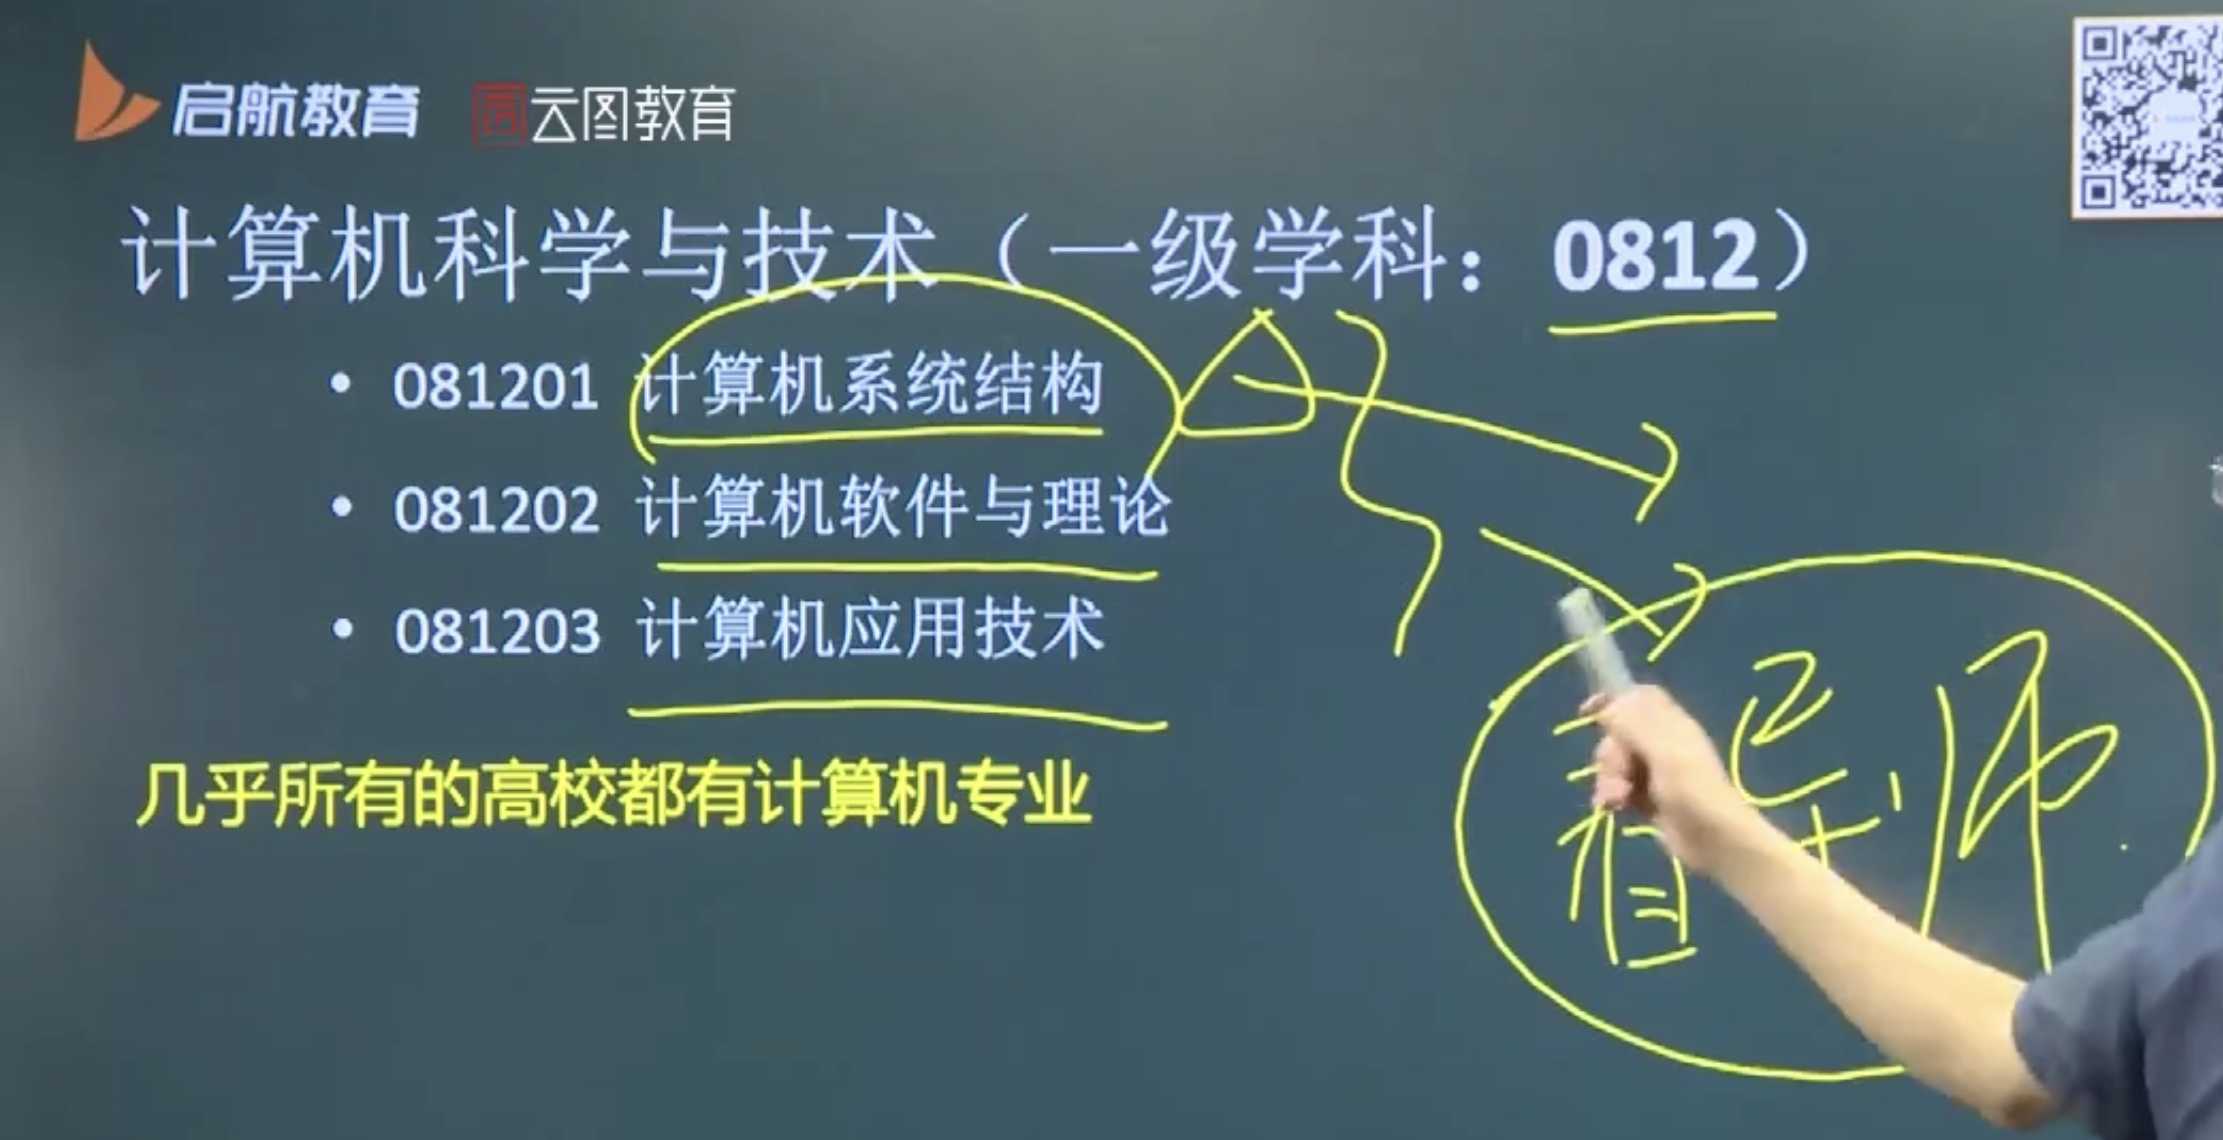 启航教育 云图教育
计算机科学与技术（一级学科：0812）
• 081201 计算机系统结构
• 081202 计算机软件与理论
• 081203 计算机应用技术
看导师
几乎所有的高校都有计算机专业